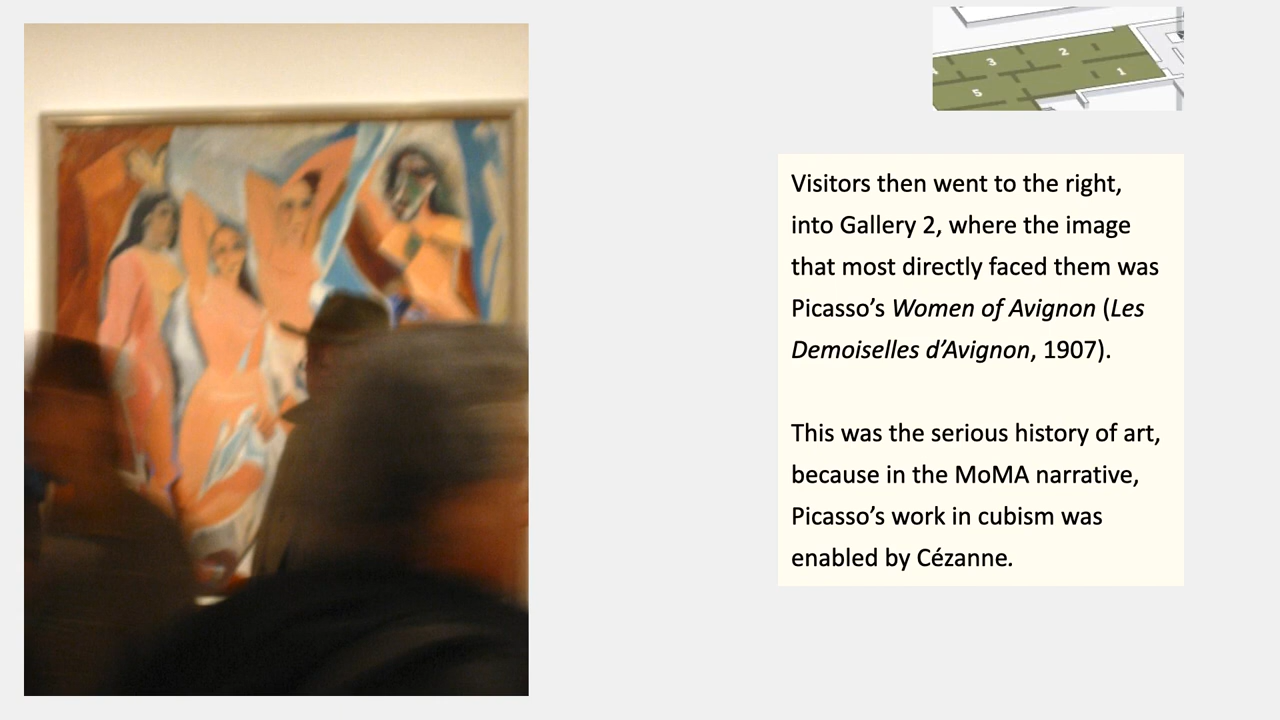 3
2
1
5
Visitors then went to the right,
into Gallery 2, where the image
that most directly faced them was
Picasso’s Women of Avignon (Les
Demoiselles d’Avignon, 1907).
This was the serious history of art,
because in the MoMA narrative,
Picasso’s work in cubism was
enabled by Cézanne.